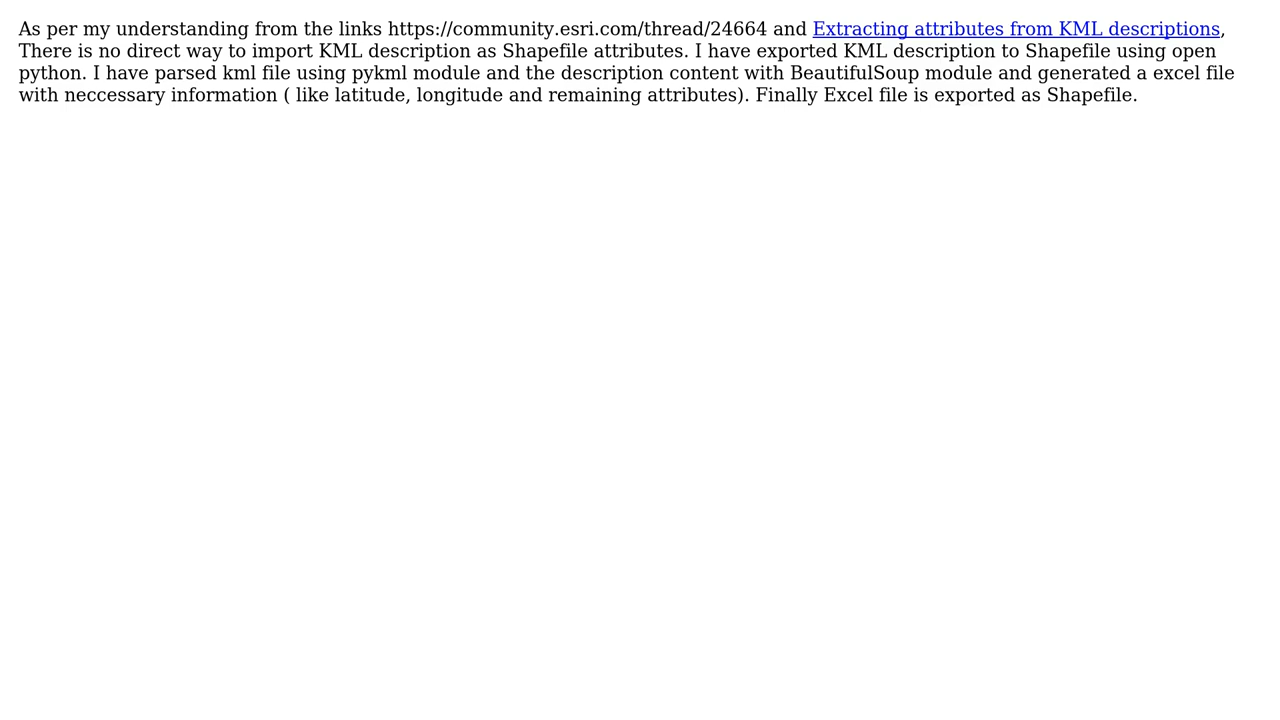 As per my understanding from the links https://community.esri.com/thread/24664 and Extracting attributes from KML descriptions,
There is no direct way to import KML description as Shapefile attributes. I have exported KML description to Shapefile using open
python. I have parsed kml file using pykml module and the description content with BeautifulSoup module and generated a excel file
with neccessary information ( like latitude, longitude and remaining attributes). Finally Excel file is exported as Shapefile.